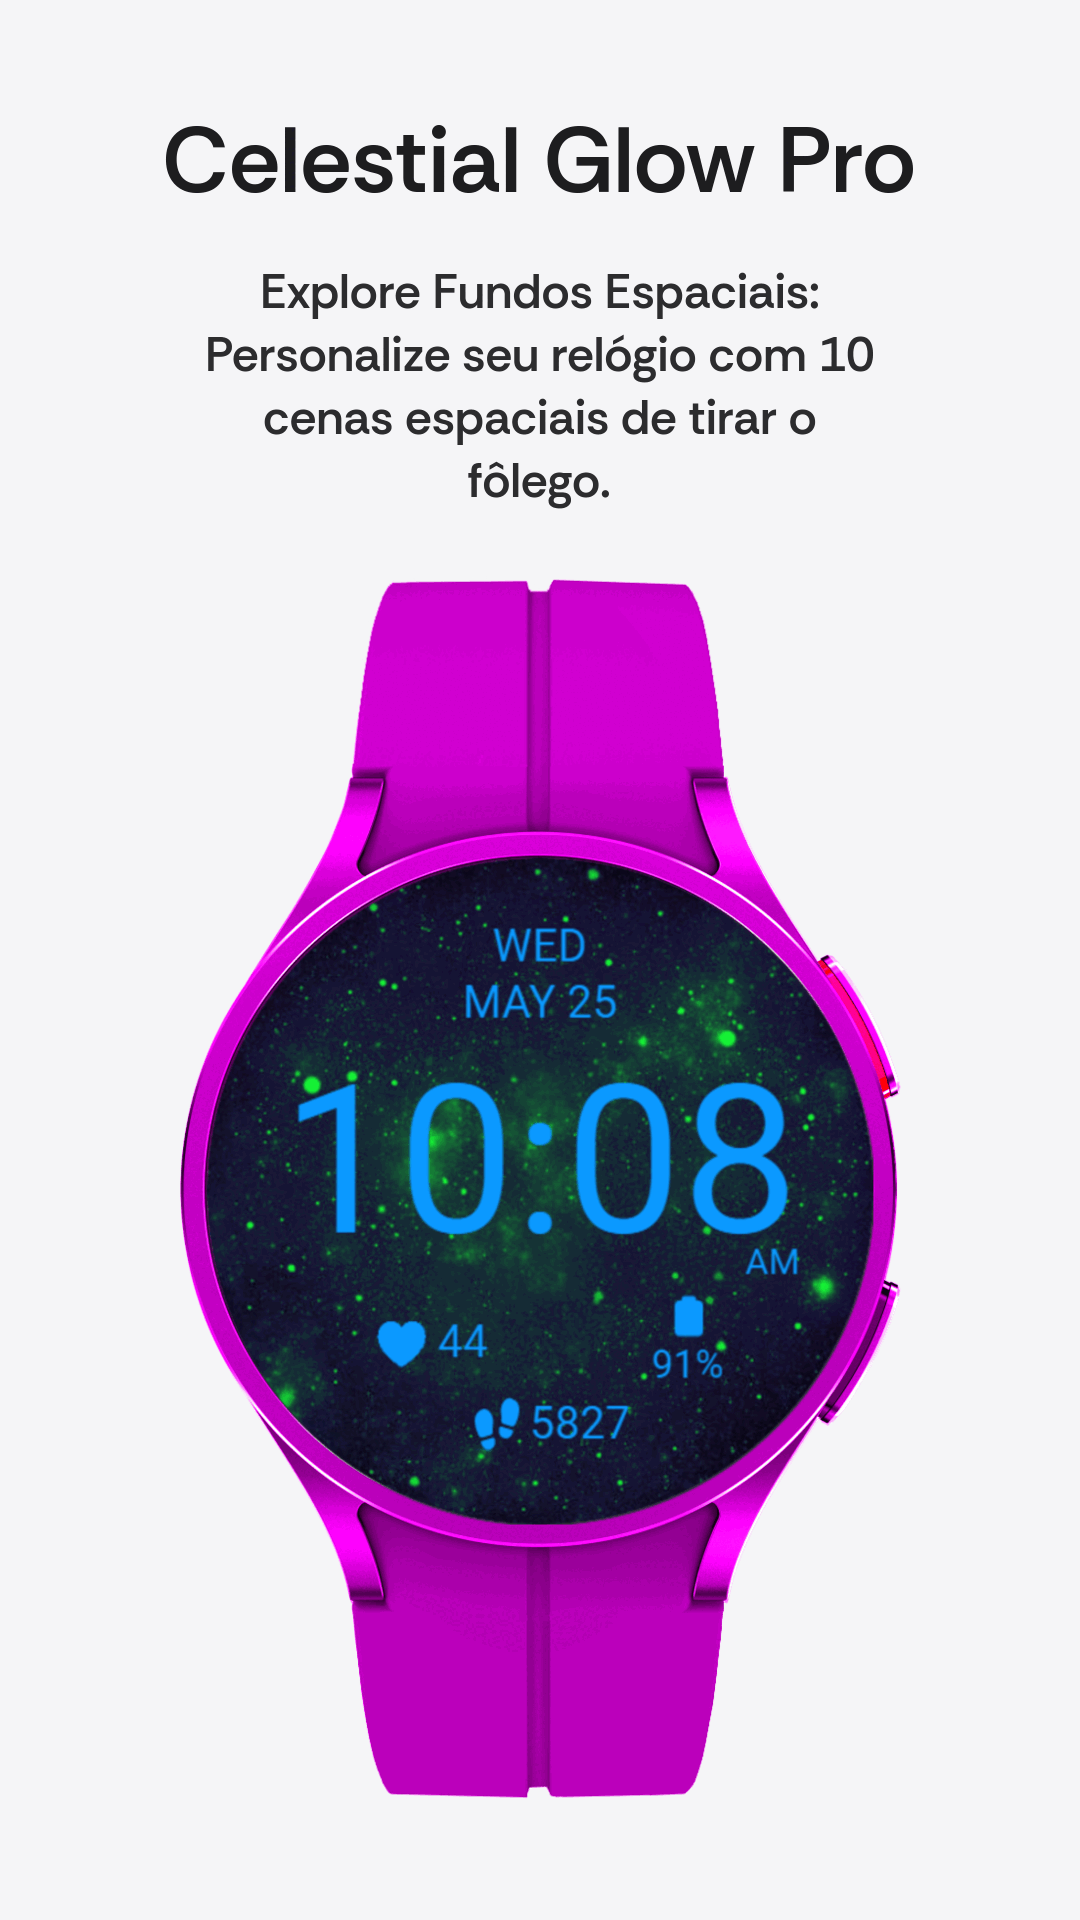 Celestial Glow Pro
Explore Fundos Espaciais:
Personalize seu relógio com 10
cenas espaciais de tirar o
fôlego.
WED
MAY 25
10:08
AM
44
91%
5827